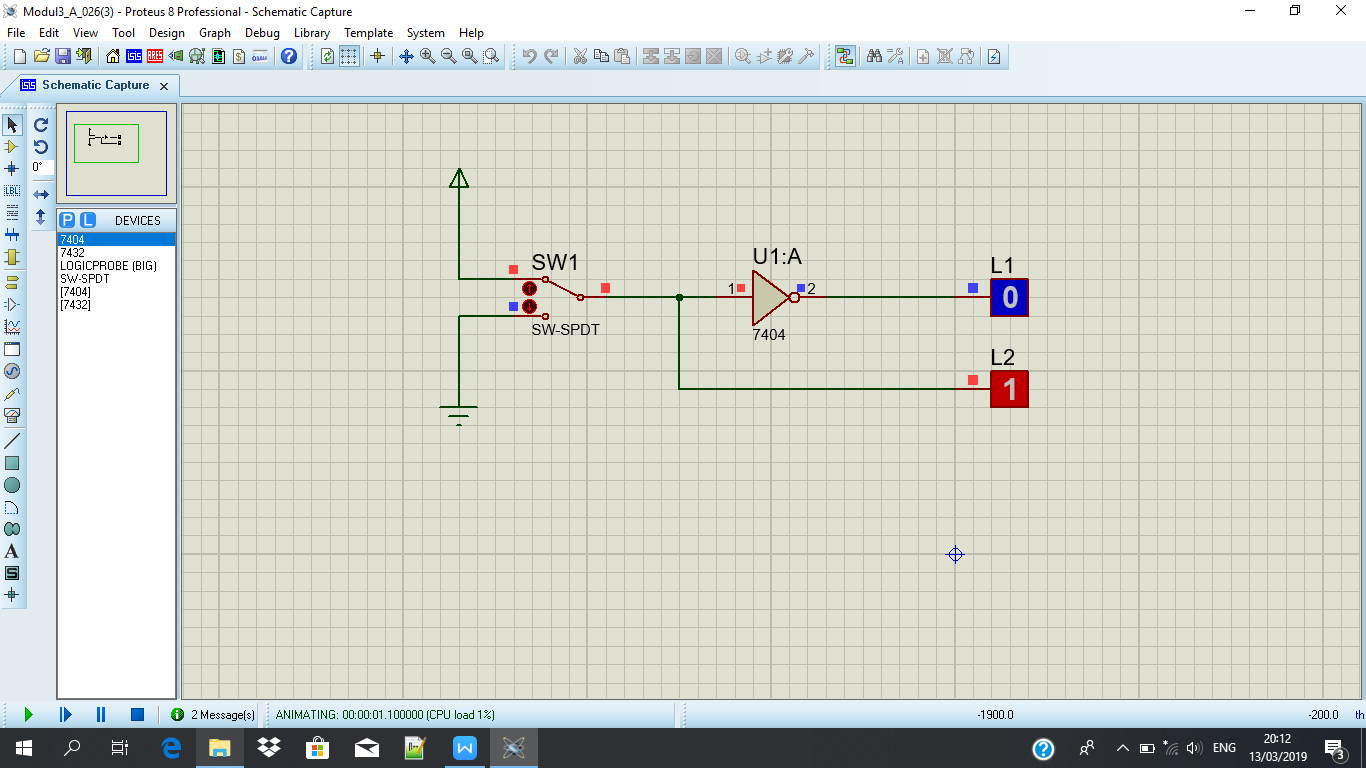 Modul3_A_026(3) - Proteus 8 Professional - Schematic Capture
File Edit View Tool Design Graph Debug Library Template System Help
Schematic Capture
0°
LBL
P L DEVICES
7404
7432
LOGICPROBE (BIG)
SW-SPDT
[7404]
[7432]
SW1
SW-SPDT
U1:A
1 2
7404
L1
0
L2
1
A
S
2 Message(s) ANIMATING: 00:00:01.100000 (CPU load 1%) -1900.0 -200.0 th
ENG 20:12
13/03/2019 3